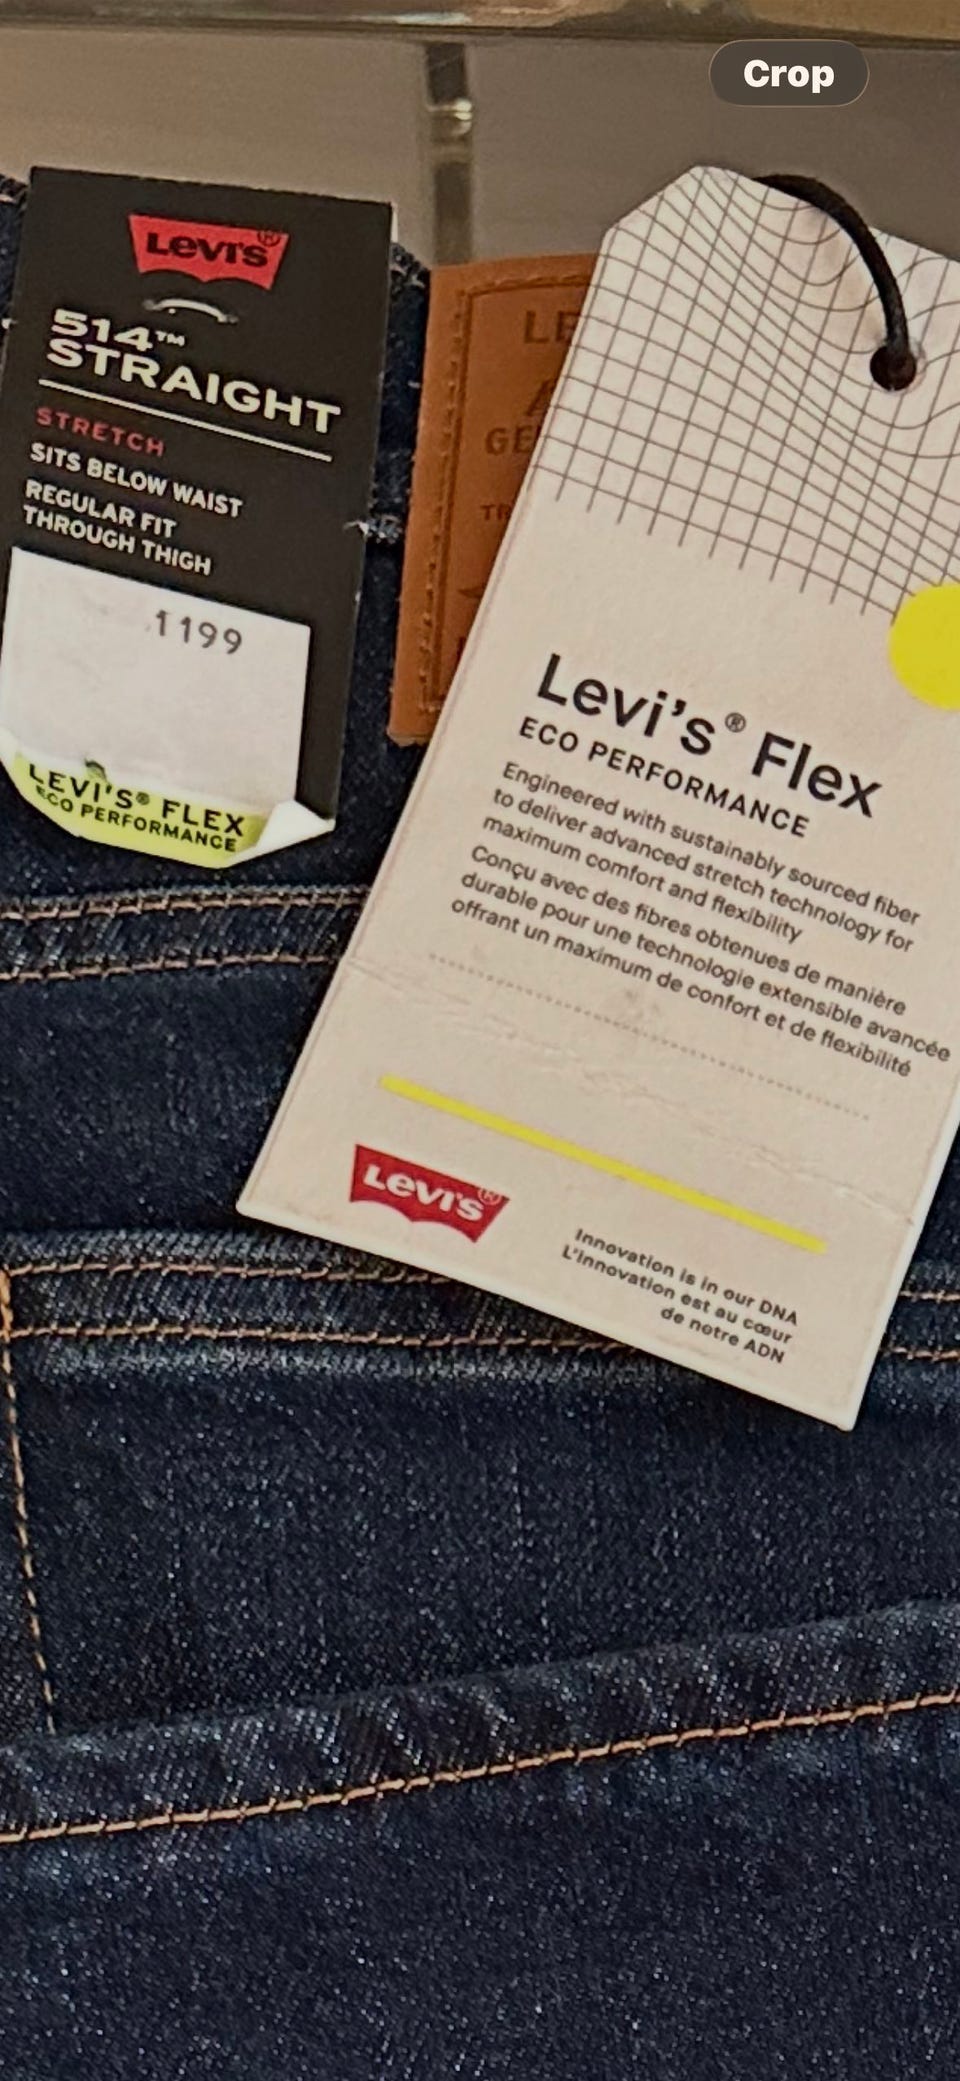 Crop
LEVI'S®
514™
STRAIGHT
STRETCH
SITS BELOW WAIST
REGULAR FIT
THROUGH THIGH
1199
LEVI'S® FLEX
ECO PERFORMANCE
Levi's® Flex
ECO PERFORMANCE
Engineered with sustainably sourced fiber
to deliver advanced stretch technology for
maximum comfort and flexibility
Conçu avec des fibres obtenues de manière
durable pour une technologie extensible avancée
offrant un maximum de confort et de flexibilité
LEVI'S®
Innovation is in our DNA
L'Innovation est au cœur
de notre ADN